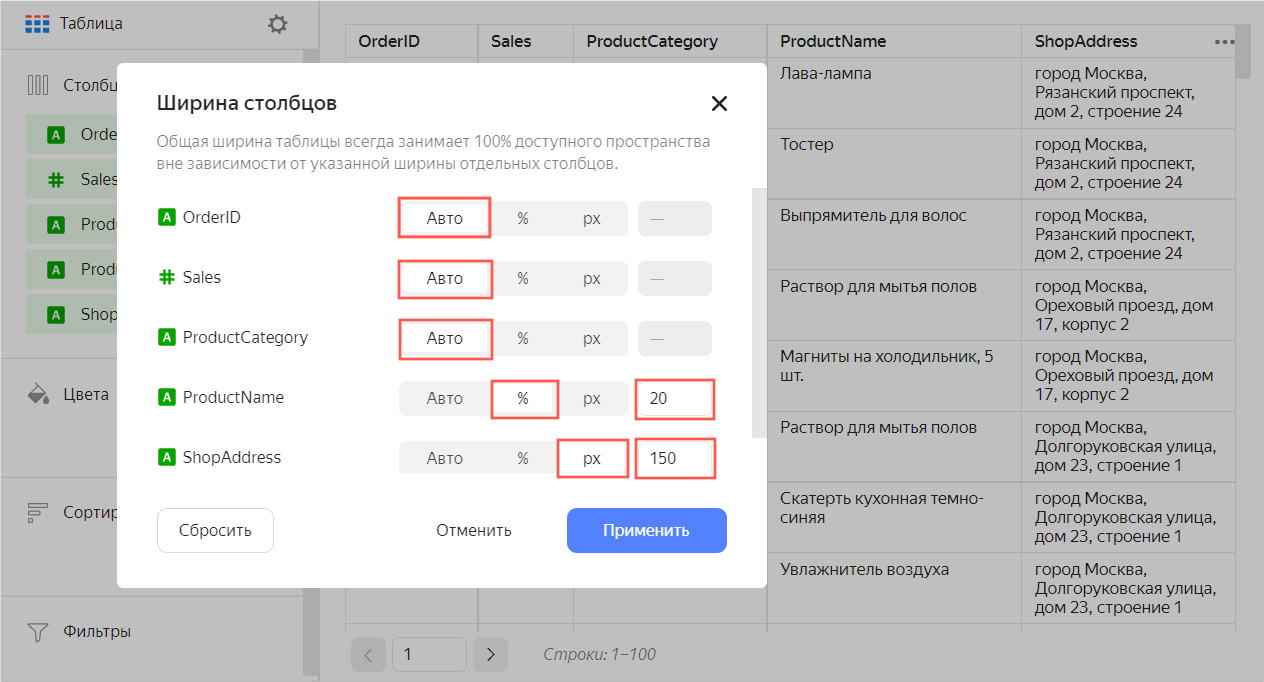 Таблица
Столбц
A Orde
# Sales
A Produ
A Produ
A Shop
Цвета
Сортир
Фильтры
OrderID Sales ProductCategory ProductName ShopAddress
Лава-лампа
город Москва,
Рязанский проспект,
дом 2, строение 24
Тостер
город Москва,
Рязанский проспект,
дом 2, строение 24
Выпрямитель для волос
город Москва,
Рязанский проспект,
дом 2, строение 24
Раствор для мытья полов
город Москва,
Ореховый проезд, дом
17, корпус 2
Магниты на холодильник, 5
шт.
город Москва,
Ореховый проезд, дом
17, корпус 2
Раствор для мытья полов
город Москва,
Долгоруковская улица,
дом 23, строение 1
Скатерть кухонная темно-
синяя
город Москва,
Долгоруковская улица,
дом 23, строение 1
Увлажнитель воздуха
город Москва,
Долгоруковская улица,
дом 23, строение 1
1 Строки: 1−100
Ширина столбцов
Общая ширина таблицы всегда занимает 100% доступного пространства
вне зависимости от указанной ширины отдельных столбцов.
A OrderID Авто % px —
# Sales Авто % px —
A ProductCategory Авто % px —
A ProductName Авто % px 20
A ShopAddress Авто % px 150
Сбросить Отменить Применить